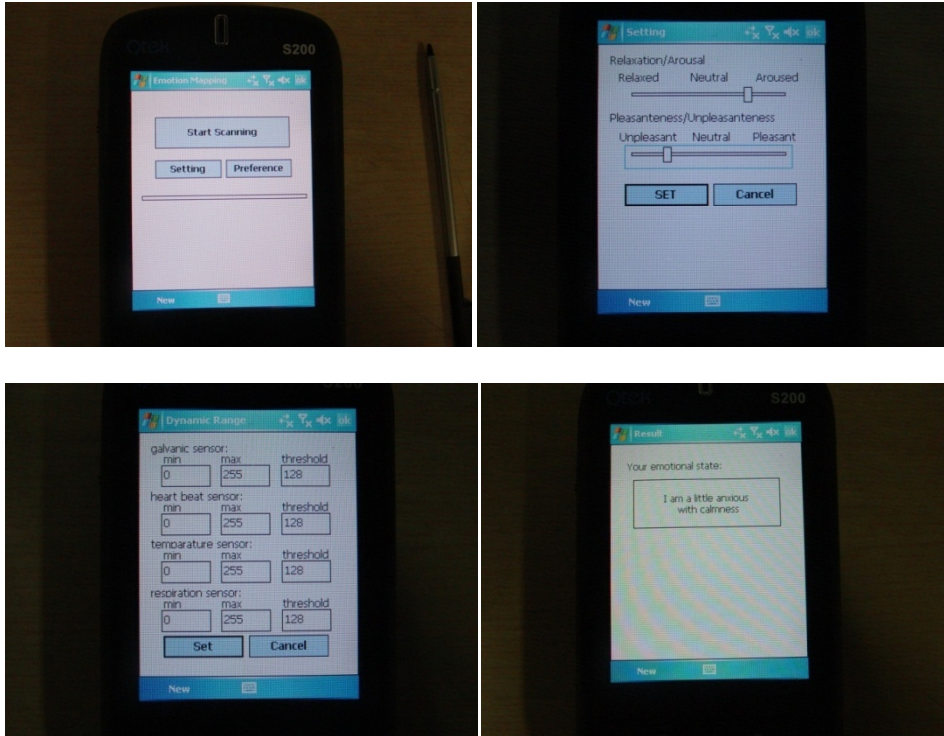 Qtek
S200
Emotion Mapping ok
Start Scanning
Setting Preference
New
Setting ok
Relaxation/Arousal
Relaxed Neutral Aroused
Pleasanteness/Unpleasanteness
Unpleasant Neutral Pleasant
SET Cancel
New
S200
Dynamic Range ok
galvanic sensor:
min max threshold
0 255 128
heart beat sensor:
min max threshold
0 255 128
temparature sensor:
min max threshold
0 255 128
respiration sensor:
min max threshold
0 255 128
Set Cancel
New
Qtek
S200
Result ok
Your emotional state:
I am a little anxious
with calmness
New